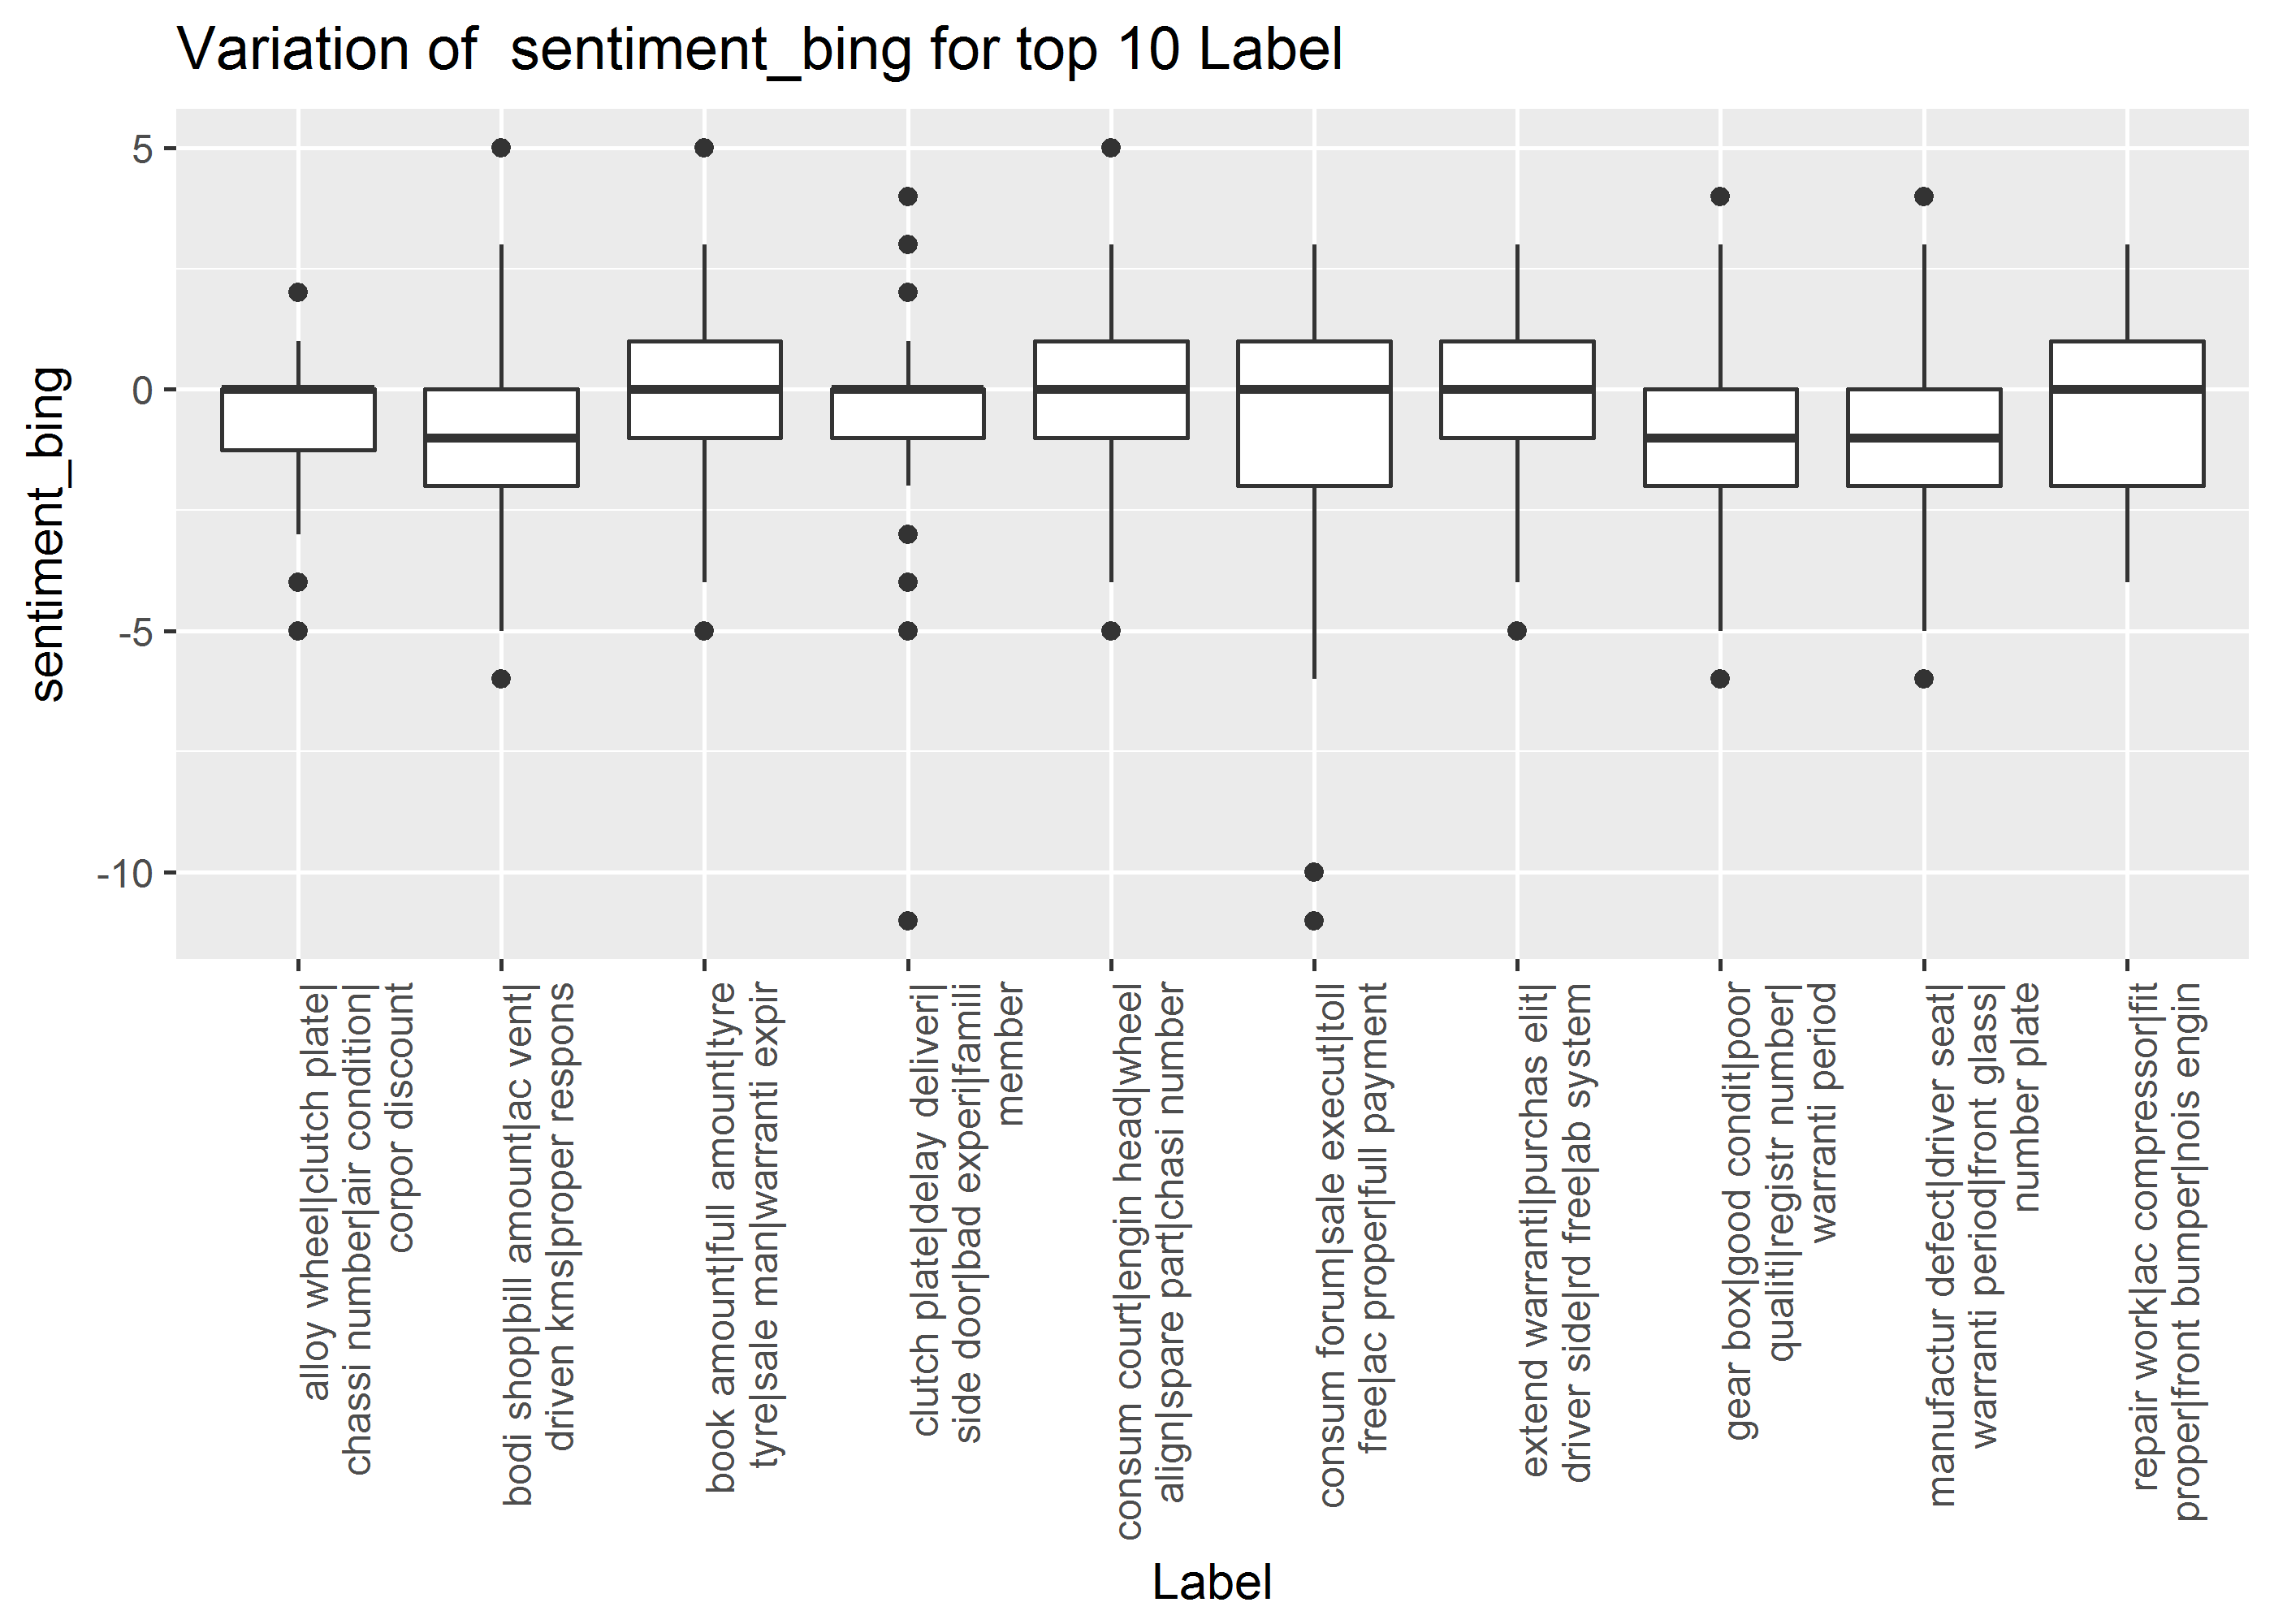 Variation of  sentiment_bing for top 10 Label
sentiment_bing
5
0
-5
-10
alloy wheel|clutch plate|
chassi number|air condition|
corpor discount
bodi shop|bill amount|ac vent|
driven kms|proper respons
book amount|full amount|tyre
tyre|sale man|warranti expir
clutch plate|delay deliveri|
side door|bad experi|famili
member
consum court|engin head|wheel
align|spare part|chasi number
consum forum|sale execut|toll
free|ac proper|full payment
extend warranti|purchas elit|
driver side|rd free|ab system
gear box|good condit|poor
qualiti|registr number|
warranti period
manufactur defect|driver seat|
warranti period|front glass|
number plate
repair work|ac compressor|fit
proper|front bumper|nois engin
Label